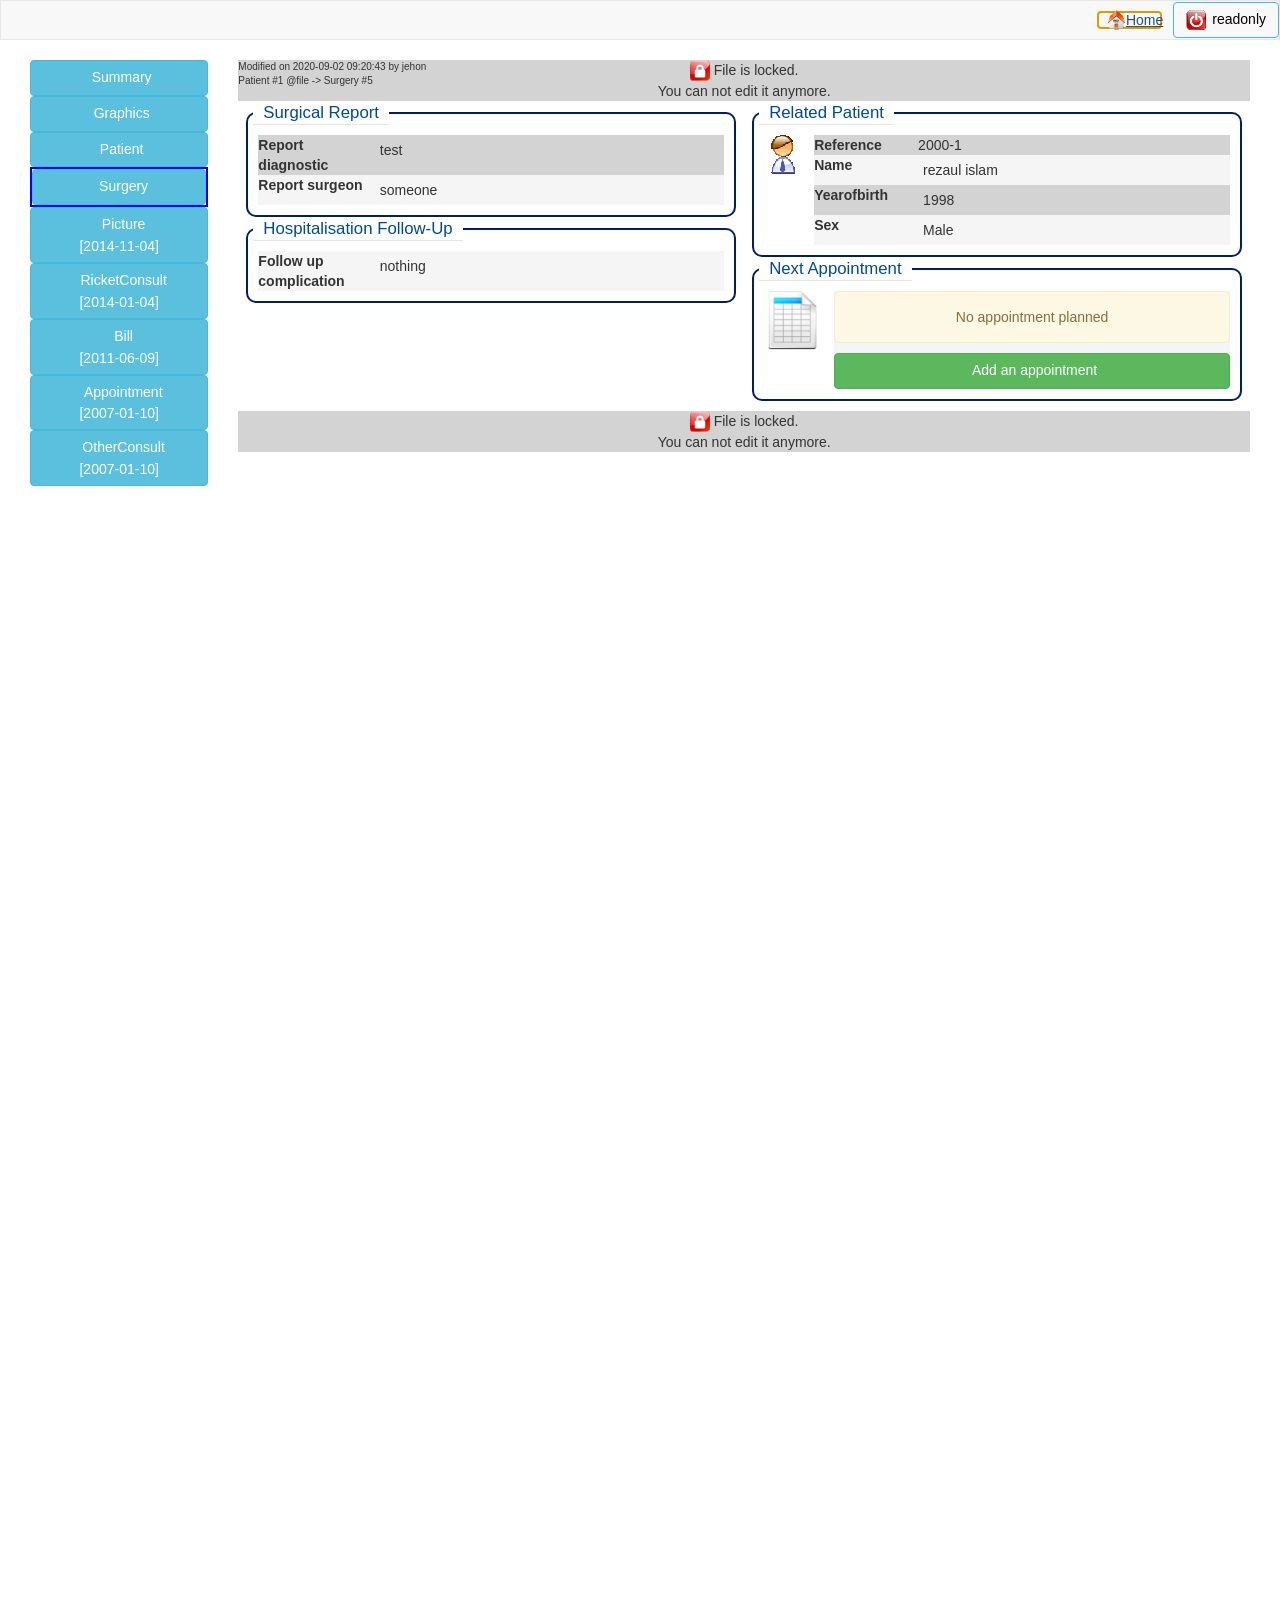 Home
readonly
Summary
Graphics
Patient
Surgery
Picture
[2014-11-04]
RicketConsult
[2014-01-04]
Bill
[2011-06-09]
Appointment
[2007-01-10]
OtherConsult
[2007-01-10]
Modified on 2020-09-02 09:20:43 by jehon
Patient #1 @file -> Surgery #5
File is locked.
You can not edit it anymore.
Surgical Report
Report
diagnostic
test
Report surgeon
someone
Hospitalisation Follow-Up
Follow up
complication
nothing
Related Patient
Reference
2000-1
Name
rezaul islam
Yearofbirth
1998
Sex
Male
Next Appointment
No appointment planned
Add an appointment
File is locked.
You can not edit it anymore.